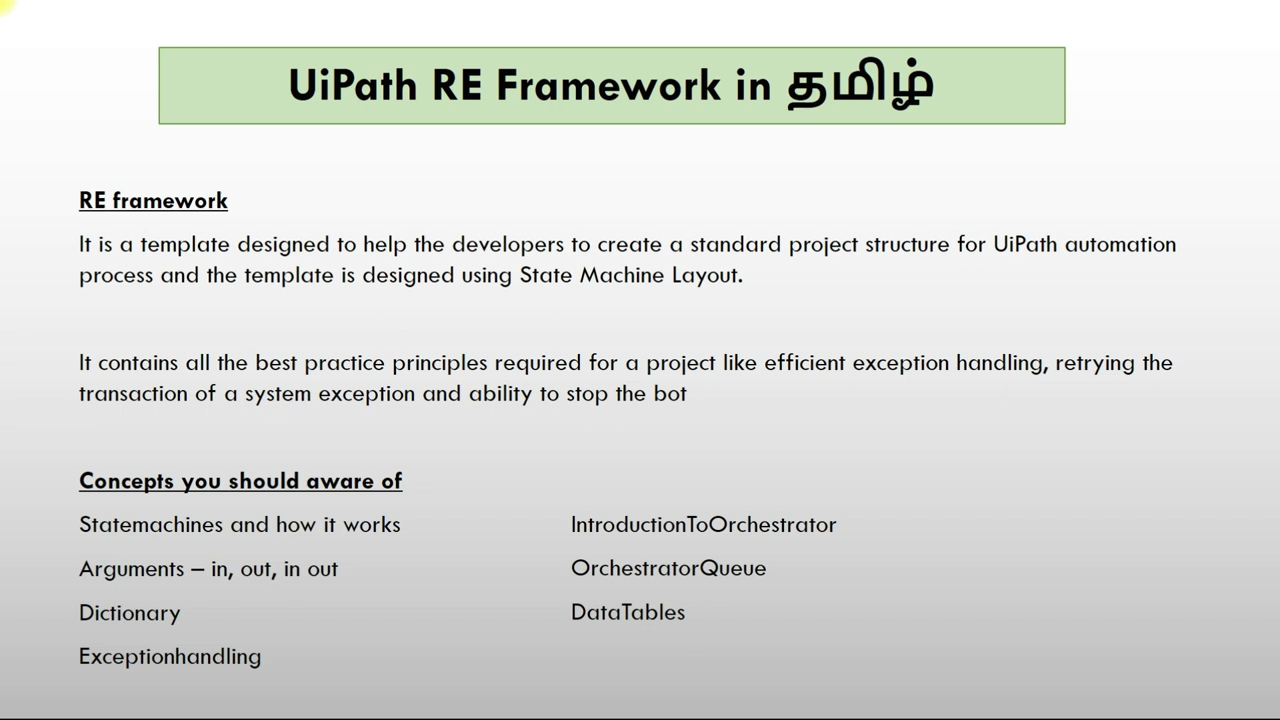 UiPath RE Framework in தமிழ்
RE framework
It is a template designed to help the developers to create a standard project structure for UiPath automation
process and the template is designed using State Machine Layout.
It contains all the best practice principles required for a project like efficient exception handling, retrying the
transaction of a system exception and ability to stop the bot
Concepts you should aware of
Statemachines and how it works
Arguments – in, out, in out
Dictionary
Exceptionhandling
IntroductionToOrchestrator
OrchestratorQueue
DataTables